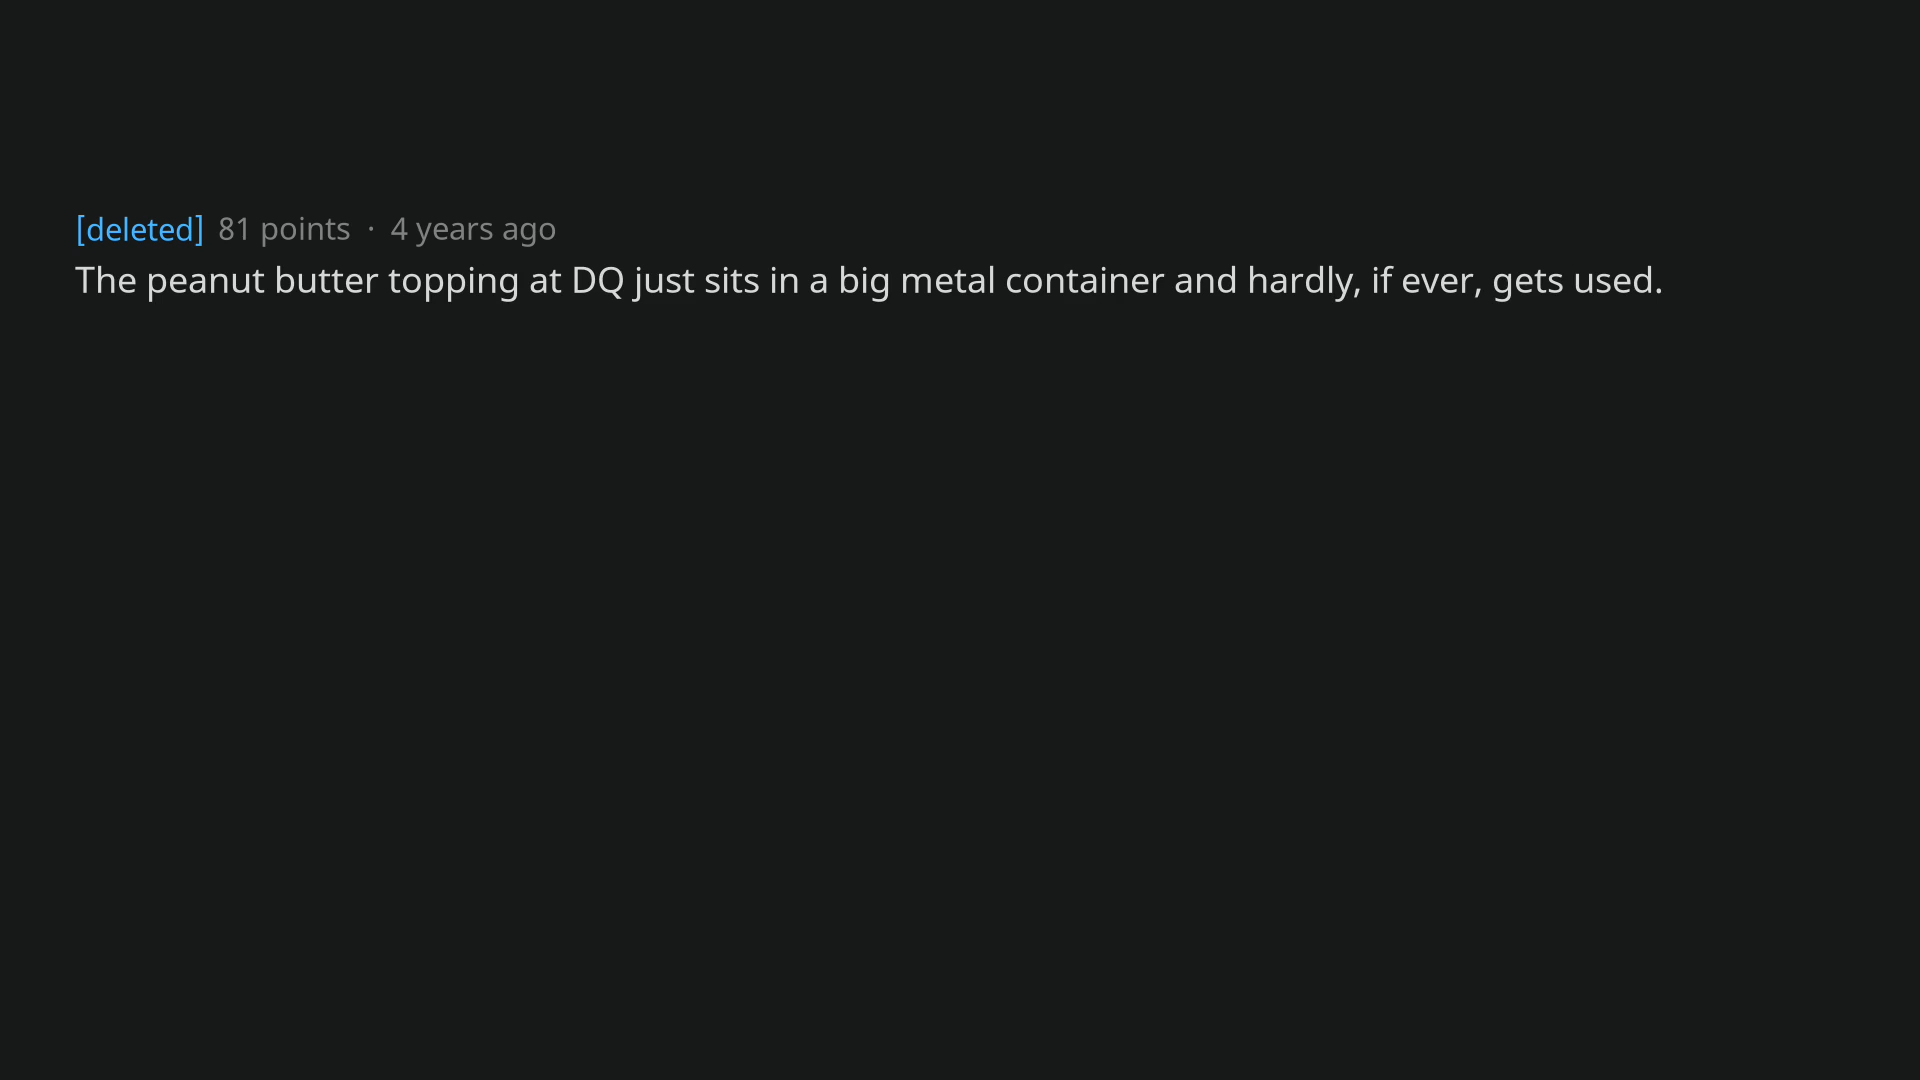 [deleted] 81 points · 4 years ago
The peanut butter topping at DQ just sits in a big metal container and hardly, if ever, gets used.